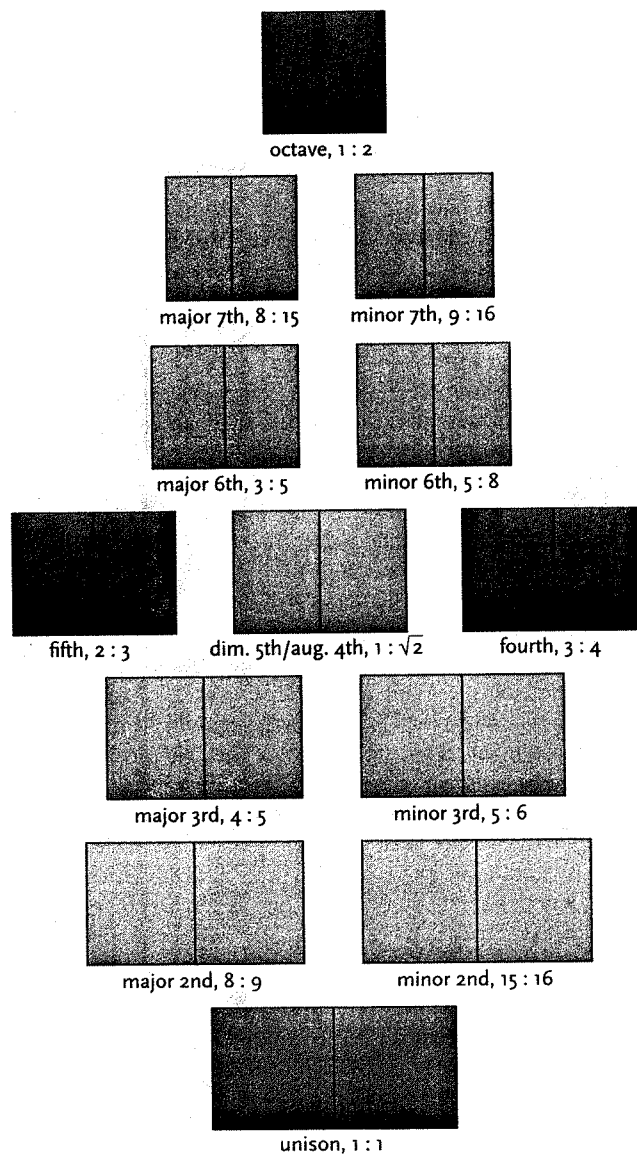 octave, 1 : 2
major 7th, 8 : 15
minor 7th, 9 : 16
major 6th, 3 : 5
minor 6th, 5 : 8
fifth, 2 : 3
dim. 5th/aug. 4th, 1 : √2
fourth, 3 : 4
major 3rd, 4 : 5
minor 3rd, 5 : 6
major 2nd, 8 : 9
minor 2nd, 15 : 16
unison, 1 : 1